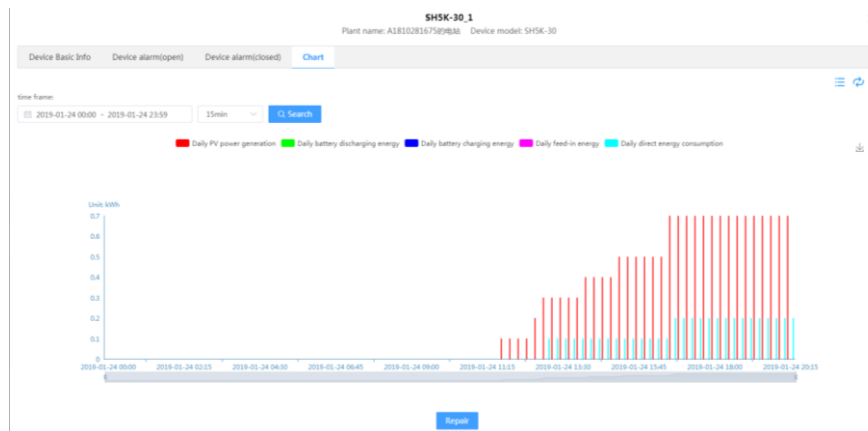 SH5K-30_1
Plant name: A1810281675的电站 Device model: SH5K-30
Device Basic Info Device alarm(open) Device alarm(closed) Chart
time frame:
2019-01-24 00:00 - 2019-01-24 23:59 15min Search
Daily PV power generation Daily battery discharging energy Daily battery charging energy Daily feed-in energy Daily direct energy consumption
Unit: kWh
0.7
0.6
0.5
0.4
0.3
0.2
0.1
0
2019-01-24 00:00 2019-01-24 02:15 2019-01-24 04:30 2019-01-24 06:45 2019-01-24 09:00 2019-01-24 11:15 2019-01-24 13:30 2019-01-24 15:45 2019-01-24 18:00 2019-01-24 20:15
Repair